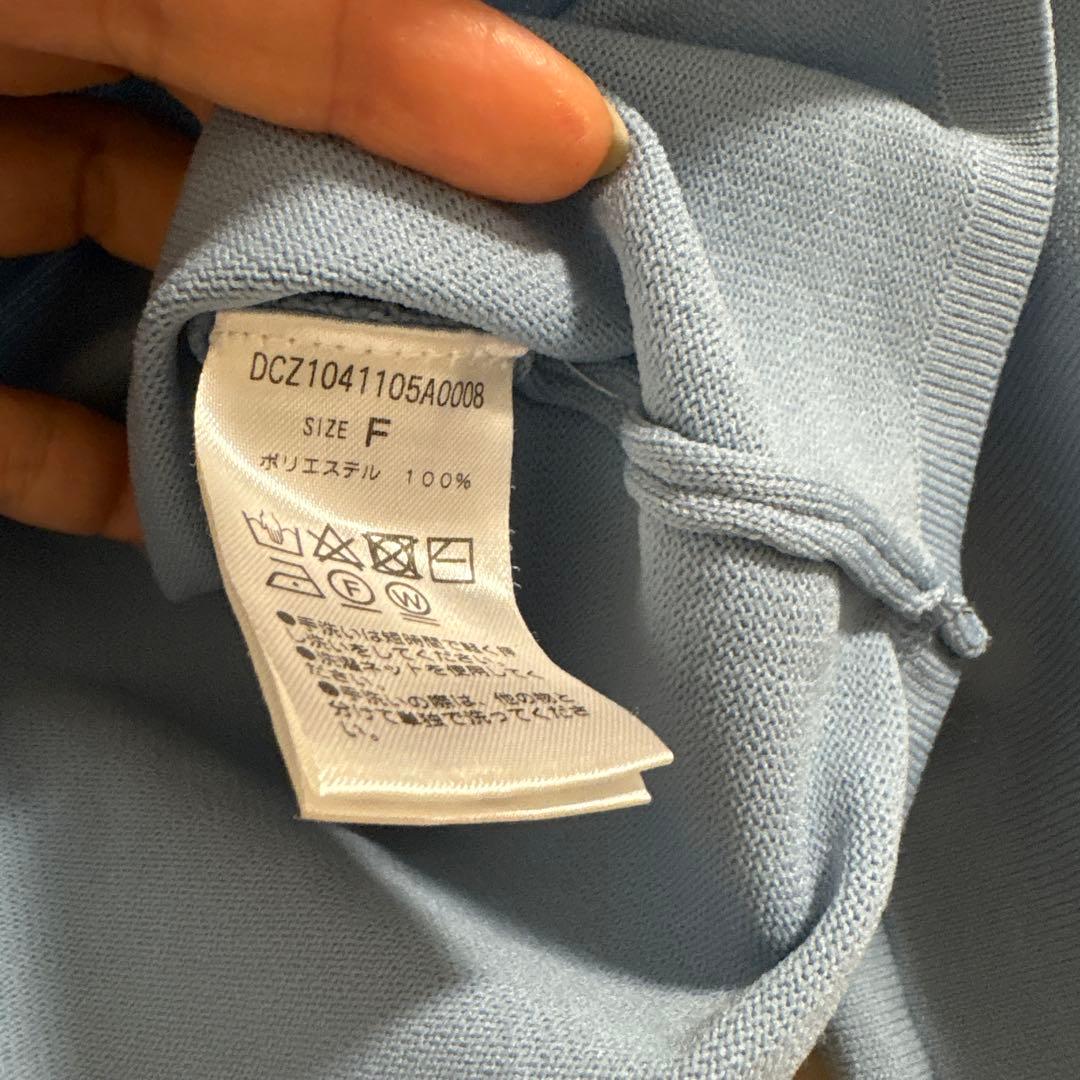 DCZ1041105A0008
SIZE F
ポリエステル 100%
F W
●手洗いは短時間で軽く押
し洗いをしてください。
●洗濯ネットを使用してく
ださい。
●手洗いの際は、他の物と
分って単独で洗ってくださ
い。